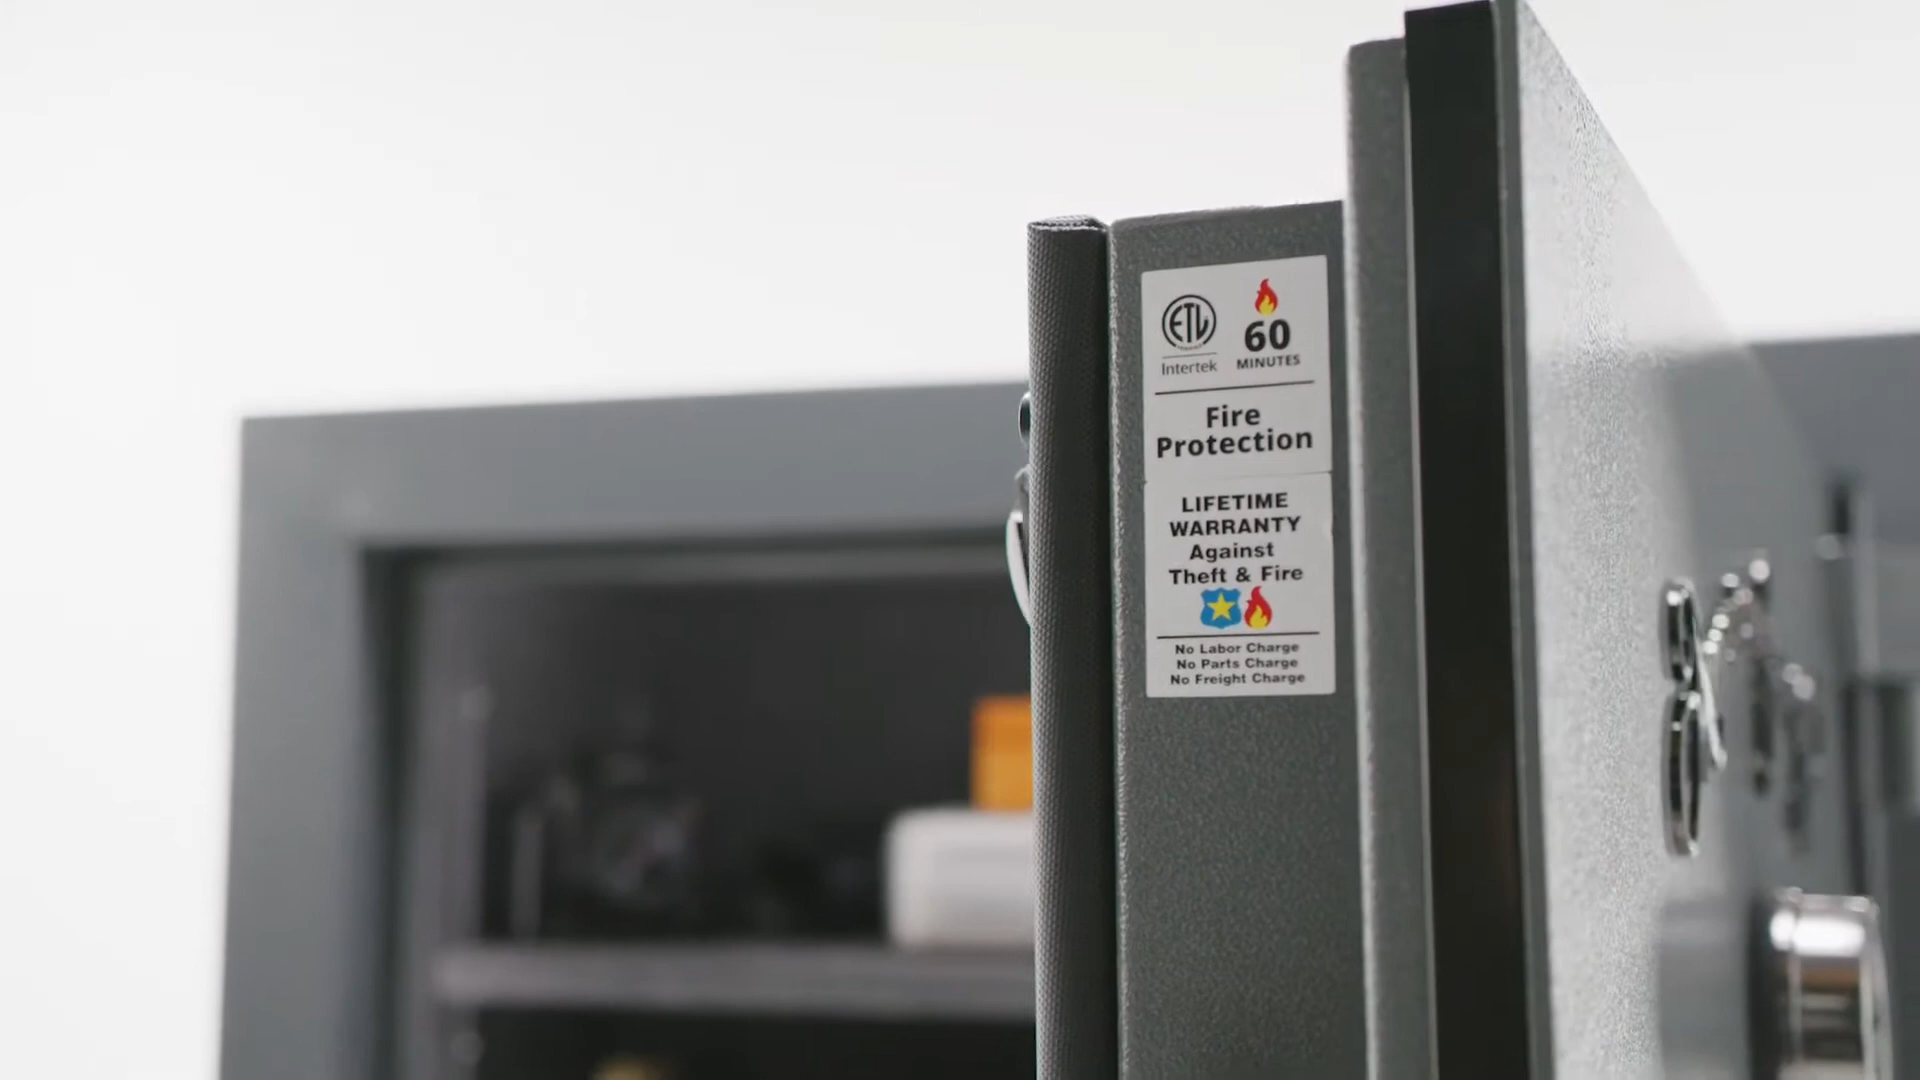 ETL
Intertek
60
MINUTES
Fire
Protection
LIFETIME
WARRANTY
Against
Theft & Fire
No Labor Charge
No Parts Charge
No Freight Charge